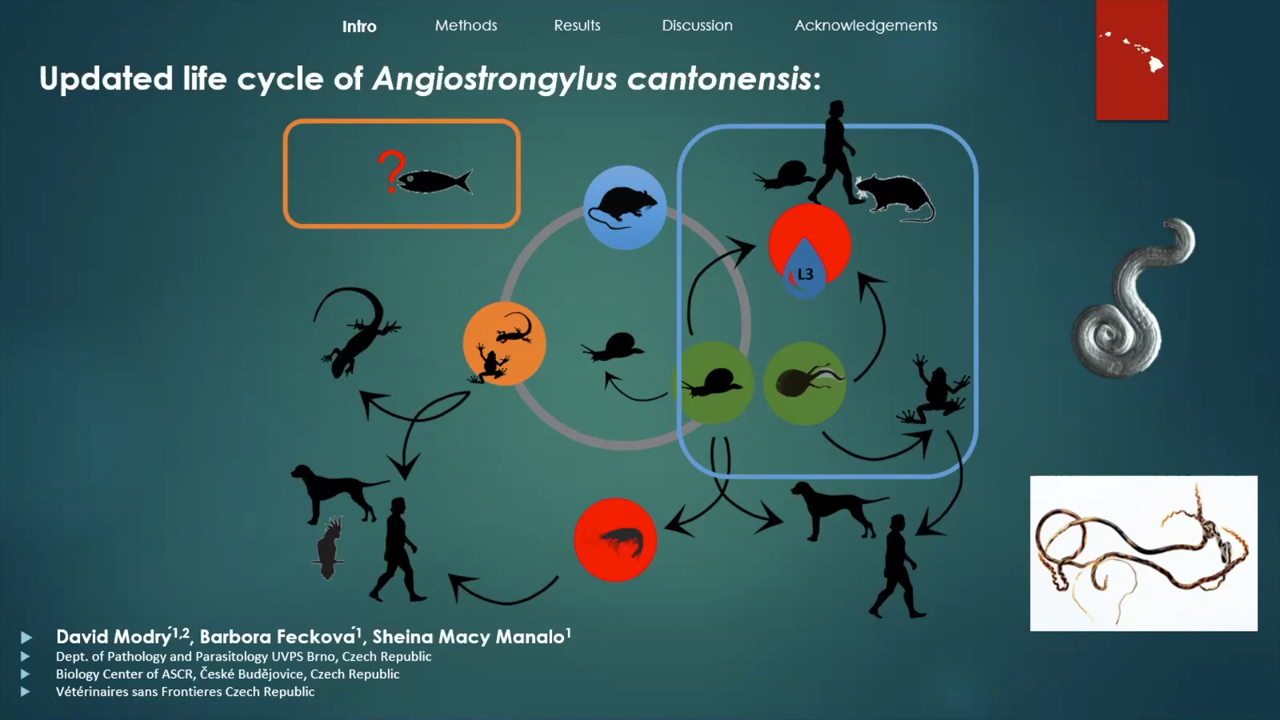 Intro Methods Results Discussion Acknowledgements
Updated life cycle of Angiostrongylus cantonensis:
?
L3
David Modrý1,2, Barbora Fecková1, Sheina Macy Manalo1
Dept. of Pathology and Parasitology UVPS Brno, Czech Republic
Biology Center of ASCR, České Budějovice, Czech Republic
Vétérinaires sans Frontieres Czech Republic